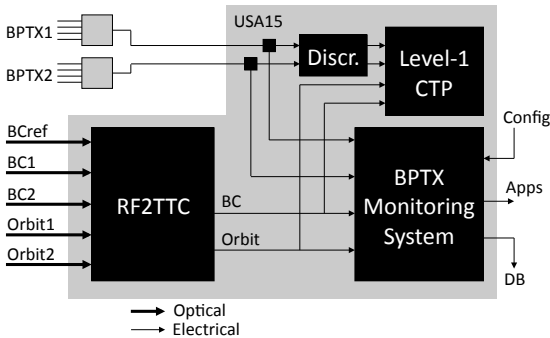 USA15
BPTX1
BPTX2
Discr.
Level-1
CTP
BCref
BC1
BC2
Orbit1
Orbit2
RF2TTC
BC
Orbit
BPTX
Monitoring
System
Config
Apps
DB
Optical
Electrical